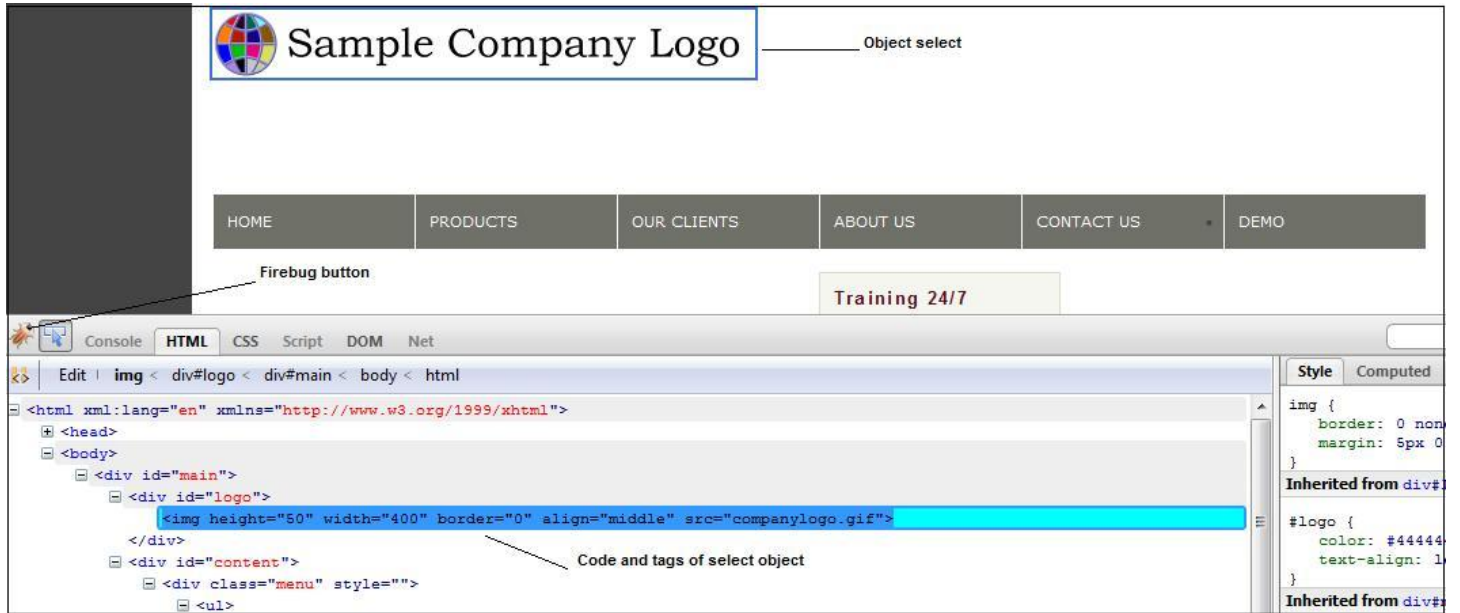 Sample Company Logo
Object select
HOME PRODUCTS OUR CLIENTS ABOUT US CONTACT US DEMO
Firebug button
Training 24/7
Console HTML CSS Script DOM Net
Edit img < div#logo < div#main < body < html
Style Computed
<html xml:lang="en" xmlns="http://www.w3.org/1999/xhtml">
<head>
<body>
<div id="main">
<div id="logo">
<img height="50" width="400" border="0" align="middle" src="companylogo.gif">
</div>
Code and tags of select object
<div id="content">
<div class="menu" style="">
<ul>
img {
border: 0 non
margin: 5px 0
}
Inherited from div#
#logo {
color: #44444
text-align: l
}
Inherited from div#